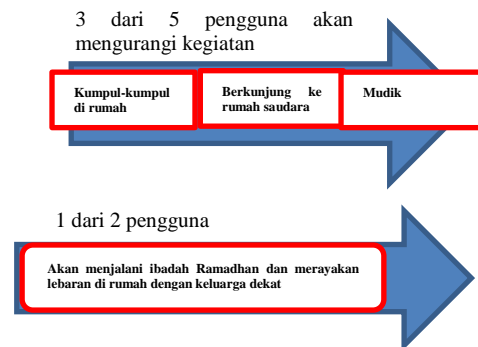 3 dari 5 pengguna akan
mengurangi kegiatan
Kumpul-kumpul
di rumah
Berkunjung ke
rumah saudara
Mudik
1 dari 2 pengguna
Akan menjalani ibadah Ramadhan dan merayakan
lebaran di rumah dengan keluarga dekat